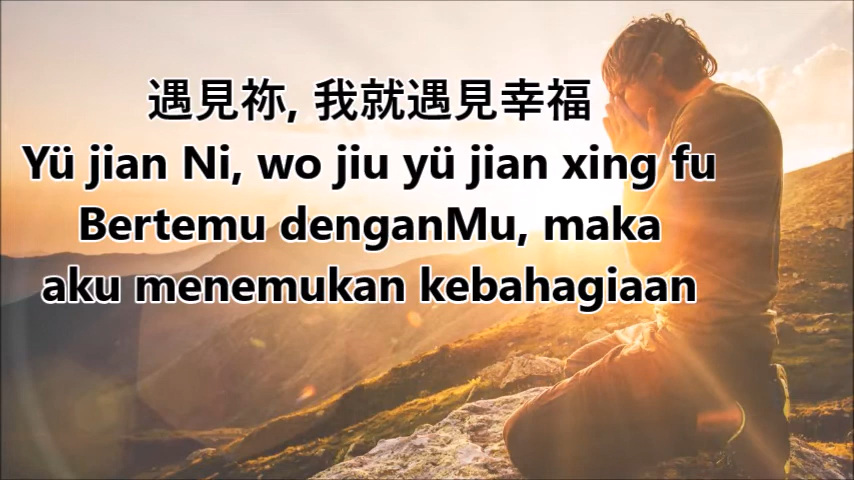 遇見祢, 我就遇見幸福
Yü jian Ni, wo jiu yü jian xing fu
Bertemu denganMu, maka
aku menemukan kebahagiaan